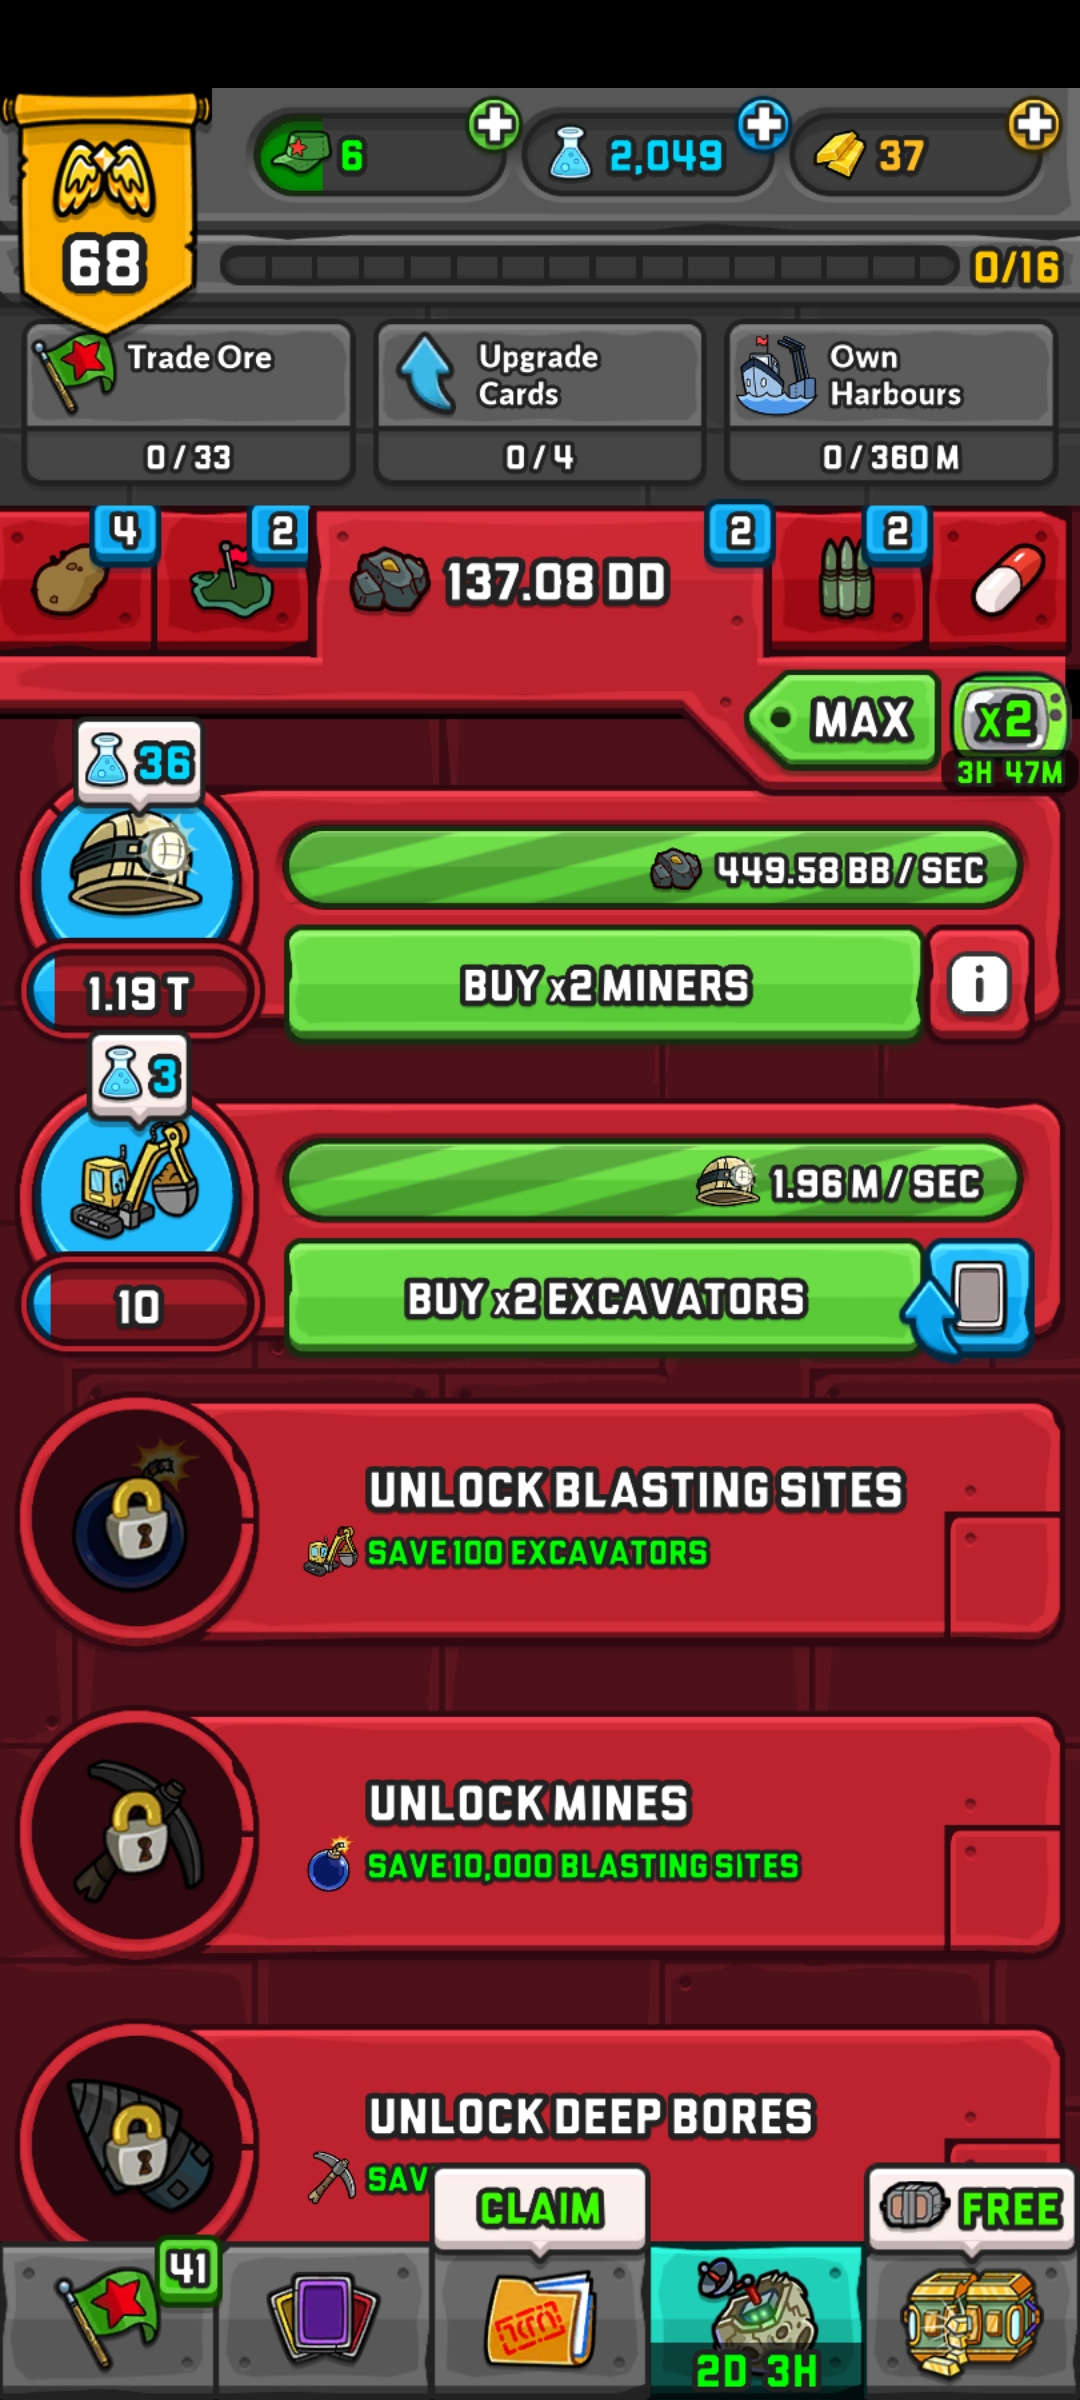 68
6
2,049
37
0/16
Trade Ore
0 / 33
Upgrade
Cards
0 / 4
Own
Harbours
0 / 360 M
4
2
137.08 DD
2
2
MAX
x2
3H 47M
36
449.58 BB / SEC
1.19 T
BUY x2 MINERS
i
3
1.96 M / SEC
10
BUY x2 EXCAVATORS
UNLOCK BLASTING SITES
SAVE 100 EXCAVATORS
UNLOCK MINES
SAVE 10,000 BLASTING SITES
UNLOCK DEEP BORES
SAV
CLAIM
FREE
41
2D 3H